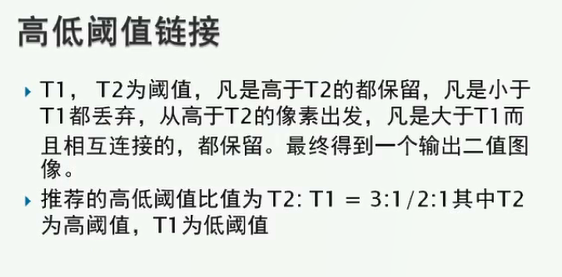 高低阈值链接
T1， T2为阈值，凡是高于T2的都保留，凡是小于
T1都丢弃，从高于T2的像素出发，凡是大于T1而
且相互连接的，都保留。最终得到一个输出二值图
像。
推荐的高低阈值比值为 T2: T1 = 3:1/2:1其中T2
为高阈值，T1为低阈值